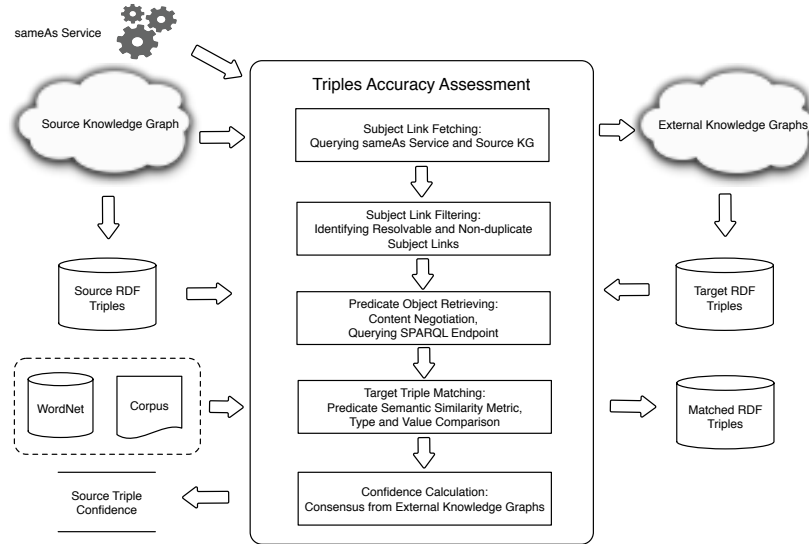 sameAs Service
Source Knowledge Graph
Triples Accuracy Assessment
External Knowledge Graphs
Subject Link Fetching:
Querying sameAs Service and Source KG
Subject Link Filtering:
Identifying Resolvable and Non-duplicate
Subject Links
Source RDF
Triples
Predicate Object Retrieving:
Content Negotiation,
Querying SPARQL Endpoint
Target RDF
Triples
WordNet
Corpus
Target Triple Matching:
Predicate Semantic Similarity Metric,
Type and Value Comparison
Matched RDF
Triples
Source Triple
Confidence
Confidence Calculation:
Consensus from External Knowledge Graphs